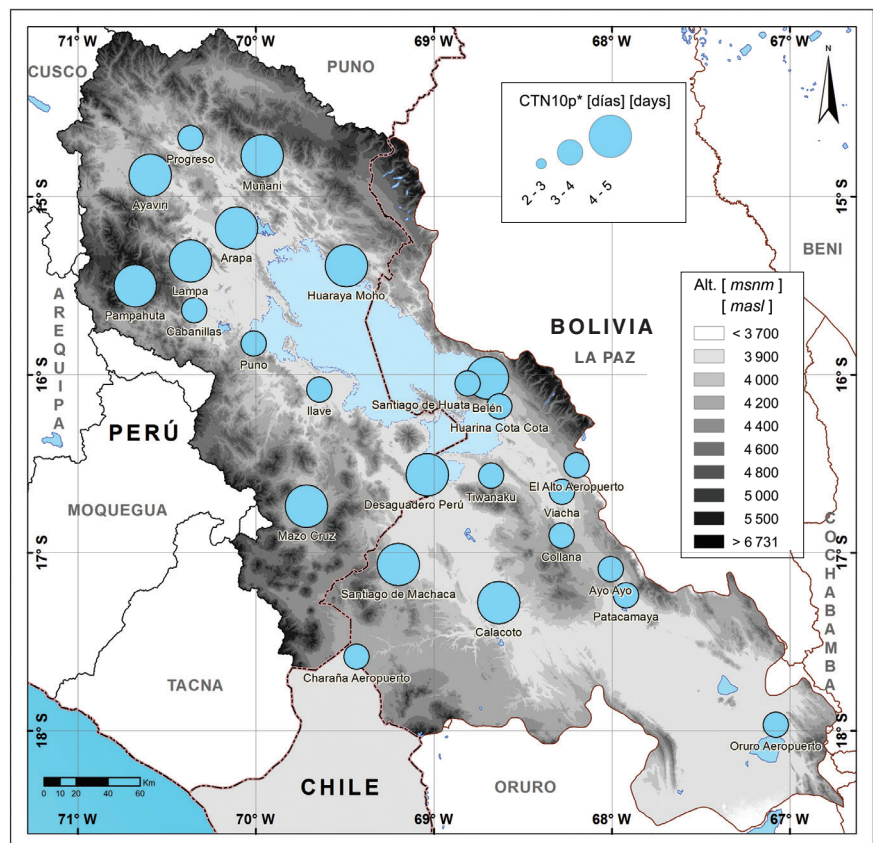 71° W
70° W
69° W
68° W
67° W
CUSCO
PUNO
N
CTN10p* [días] [days]
2 - 3
3 - 4
4 - 5
Progreso
Munani
Ayaviri
15° S
15° S
BENI
Arapa
Lampa
Huaraya Moho
Pampahuta
Cabanillas
AREQUIPA
Alt. [ msnm ]
[ masl ]
< 3 700
3 900
4 000
4 200
4 400
4 600
4 800
5 000
5 500
> 6 731
BOLIVIA
LA PAZ
Puno
16° S
16° S
Ilave
Santiago de Huata
Belén
Huarina Cota Cota
PERÚ
El Alto Aeropuerto
Desaguadero Perú
Tiwanaku
Viacha
MOQUEGUA
Mazo Cruz
Collana
17° S
17° S
COCHABAMBA
Santiago de Machaca
Ayo Ayo
Patacamaya
Calacoto
Charaña Aeropuerto
TACNA
18° S
18° S
Oruro Aeropuerto
0 10 20 40 60
Km
CHILE
ORURO
71° W
70° W
69° W
68° W
67° W